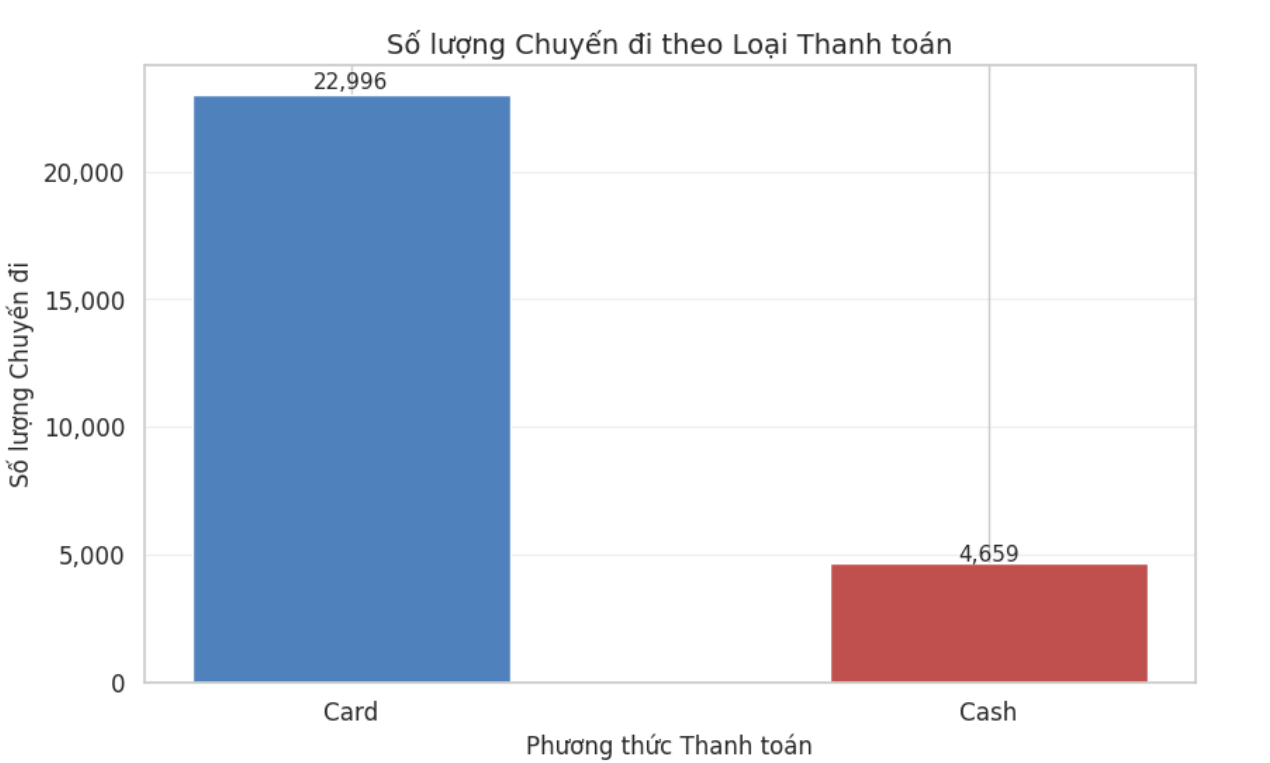 Số lượng Chuyến đi theo Loại Thanh toán
22,996
20,000
15,000
10,000
5,000
0
4,659
Số lượng Chuyến đi
Card
Cash
Phương thức Thanh toán